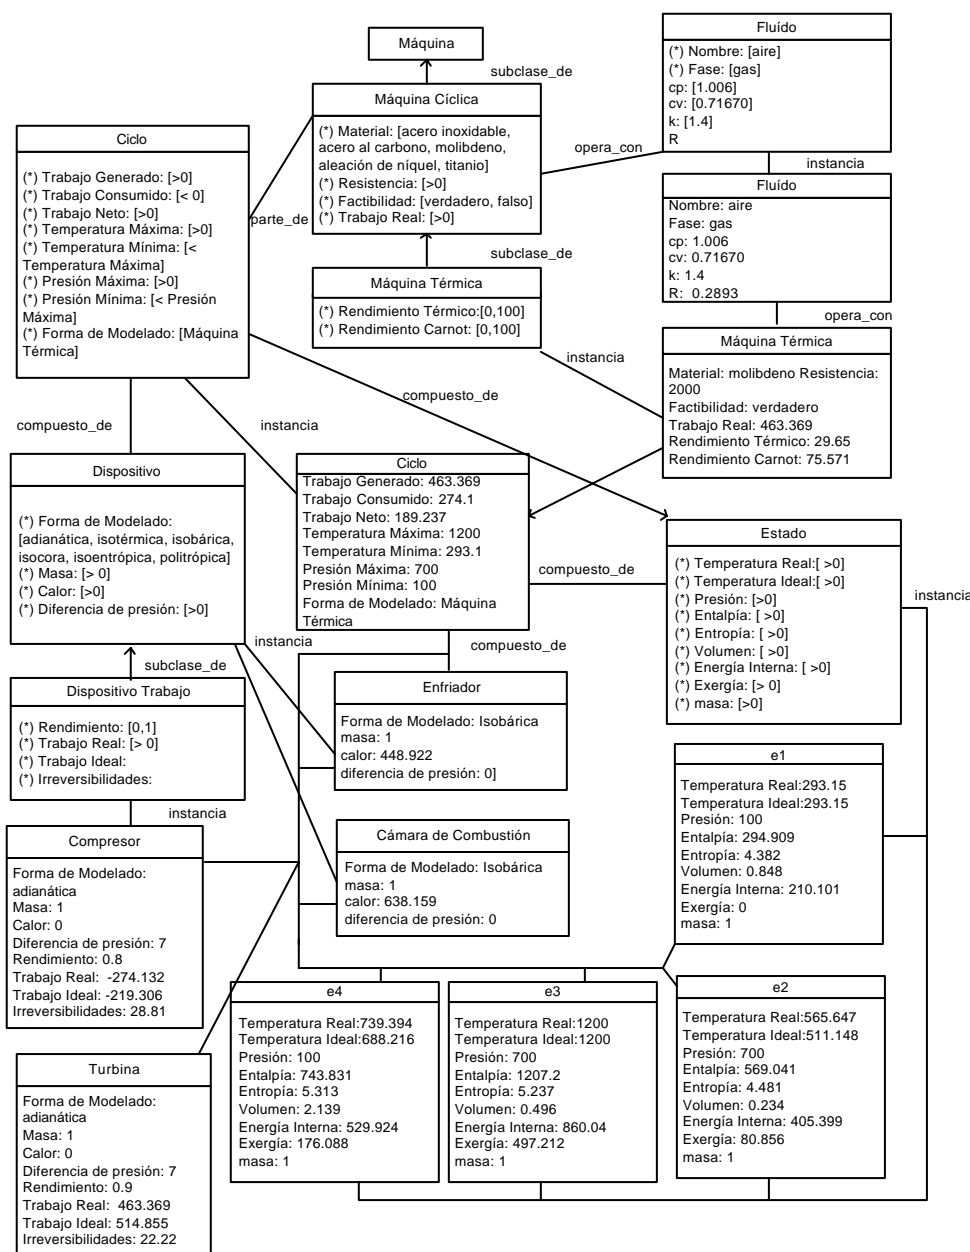 Máquina
subclase_de
Fluído
(*) Nombre: [aire]
(*) Fase: [gas]
cp: [1.006]
cv: [0.71670]
k: [1.4]
R
Máquina Cíclica
(*) Material: [acero inoxidable,
acero al carbono, molibdeno,
aleación de níquel, titanio]
(*) Resistencia: [>0]
(*) Factibilidad: [verdadero, falso]
(*) Trabajo Real: [>0]
opera_con
instancia
Ciclo
(*) Trabajo Generado: [>0]
(*) Trabajo Consumido: [< 0]
(*) Trabajo Neto: [>0]
(*) Temperatura Máxima: [>0]
(*) Temperatura Mínima: [<
Temperatura Máxima]
(*) Presión Máxima: [>0]
(*) Presión Mínima: [< Presión
Máxima]
(*) Forma de Modelado: [Máquina
Térmica]
parte_de
subclase_de
Fluído
Nombre: aire
Fase: gas
cp: 1.006
cv: 0.71670
k: 1.4
R:  0.2893
opera_con
Máquina Térmica
(*) Rendimiento Térmico:[0,100]
(*) Rendimiento Carnot: [0,100]
instancia
Máquina Térmica
Material: molibdeno Resistencia:
2000
Factibilidad: verdadero
Trabajo Real: 463.369
Rendimiento Térmico: 29.65
Rendimiento Carnot: 75.571
compuesto_de
compuesto_de
instancia
Dispositivo
(*) Forma de Modelado:
[adianática, isotérmica, isobárica,
isocora, isoentrópica, politrópica]
(*) Masa: [> 0]
(*) Calor: [>0]
(*) Diferencia de presión: [>0]
Ciclo
Trabajo Generado: 463.369
Trabajo Consumido: 274.1
Trabajo Neto: 189.237
Temperatura Máxima: 1200
Temperatura Mínima: 293.1
Presión Máxima: 700
Presión Mínima: 100
Forma de Modelado: Máquina
Térmica
compuesto_de
Estado
(*) Temperatura Real:[ >0]
(*) Temperatura Ideal:[ >0]
(*) Presión: [>0]
(*) Entalpía: [ >0]
(*) Entropía: [ >0]
(*) Volumen: [ >0]
(*) Energía Interna: [ >0]
(*) Exergía: [> 0]
(*) masa: [>0]
instancia
instancia
compuesto_de
subclase_de
Dispositivo Trabajo
(*) Rendimiento: [0,1]
(*) Trabajo Real: [> 0]
(*) Trabajo Ideal:
(*) Irreversibilidades:
Enfriador
Forma de Modelado: Isobárica
masa: 1
calor: 448.922
diferencia de presión: 0]
e1
Temperatura Real:293.15
Temperatura Ideal:293.15
Presión: 100
Entalpía: 294.909
Entropía: 4.382
Volumen: 0.848
Energía Interna: 210.101
Exergía: 0
masa: 1
instancia
Compresor
Forma de Modelado:
adianática
Masa: 1
Calor: 0
Diferencia de presión: 7
Rendimiento: 0.8
Trabajo Real:  -274.132
Trabajo Ideal: -219.306
Irreversibilidades: 28.81
Cámara de Combustión
Forma de Modelado: Isobárica
masa: 1
calor: 638.159
diferencia de presión: 0
e4
Temperatura Real:739.394
Temperatura Ideal:688.216
Presión: 100
Entalpía: 743.831
Entropía: 5.313
Volumen: 2.139
Energía Interna: 529.924
Exergía: 176.088
masa: 1
e3
Temperatura Real:1200
Temperatura Ideal:1200
Presión: 700
Entalpía: 1207.2
Entropía: 5.237
Volumen: 0.496
Energía Interna: 860.04
Exergía: 497.212
masa: 1
e2
Temperatura Real:565.647
Temperatura Ideal:511.148
Presión: 700
Entalpía: 569.041
Entropía: 4.481
Volumen: 0.234
Energía Interna: 405.399
Exergía: 80.856
masa: 1
Turbina
Forma de Modelado:
adianática
Masa: 1
Calor: 0
Diferencia de presión: 7
Rendimiento: 0.9
Trabajo Real:  463.369
Trabajo Ideal: 514.855
Irreversibilidades: 22.22